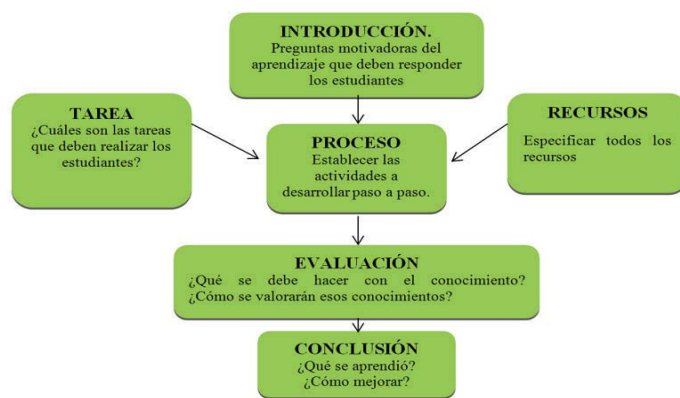 INTRODUCCIÓN.
Preguntas motivadoras del
aprendizaje que deben responder
los estudiantes
TAREA
¿Cuáles son las tareas
que deben realizar los
estudiantes?
PROCESO
Establecer las
actividades a
desarrollar paso a paso.
RECURSOS
Especificar todos los
recursos
EVALUACIÓN
¿Qué se debe hacer con el conocimiento?
¿Cómo se valorarán esos conocimientos?
CONCLUSIÓN
¿Qué se aprendió?
¿Cómo mejorar?